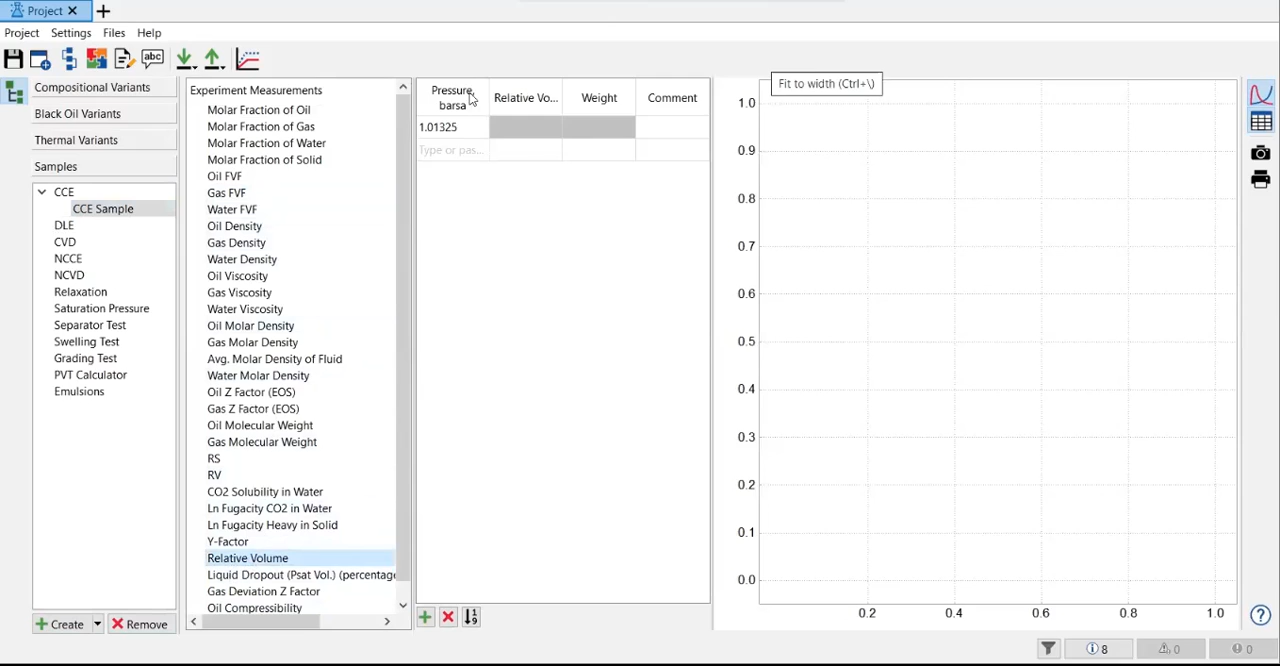 Project
Project Settings Files Help
abc
Compositional Variants
Black Oil Variants
Thermal Variants
Samples
CCE
CCE Sample
DLE
CVD
NCCE
NCVD
Relaxation
Saturation Pressure
Separator Test
Swelling Test
Grading Test
PVT Calculator
Emulsions
Create
Remove
Experiment Measurements
Molar Fraction of Oil
Molar Fraction of Gas
Molar Fraction of Water
Molar Fraction of Solid
Oil FVF
Gas FVF
Water FVF
Oil Density
Gas Density
Water Density
Oil Viscosity
Gas Viscosity
Water Viscosity
Oil Molar Density
Gas Molar Density
Avg. Molar Density of Fluid
Water Molar Density
Oil Z Factor (EOS)
Gas Z Factor (EOS)
Oil Molecular Weight
Gas Molecular Weight
RS
RV
CO2 Solubility in Water
Ln Fugacity CO2 in Water
Ln Fugacity Heavy in Solid
Y-Factor
Relative Volume
Liquid Dropout (Psat Vol.) (percentage
Gas Deviation Z Factor
Oil Compressibility
Pressure,
barsa
Relative Vo...
Weight
Comment
1.01325
Type or pas...
Fit to width (Ctrl+\)
1.0
0.9
0.8
0.7
0.6
0.5
0.4
0.3
0.2
0.1
0.0
0.2 0.4 0.6 0.8 1.0
8
0
0